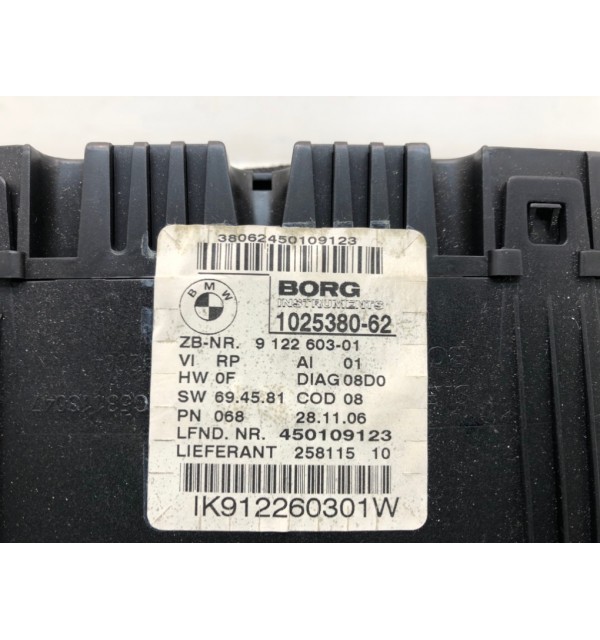 38062450109123
BMW
BORG
INSTRUMENTS
1025380-62
ZB-NR. 9 122 603-01
VI RP AI 01
HW 0F DIAG 08D0
SW 69.45.81 COD 08
PN 068 28.11.06
LFND. NR. 450109123
LIEFERANT 258115 10
IK912260301W